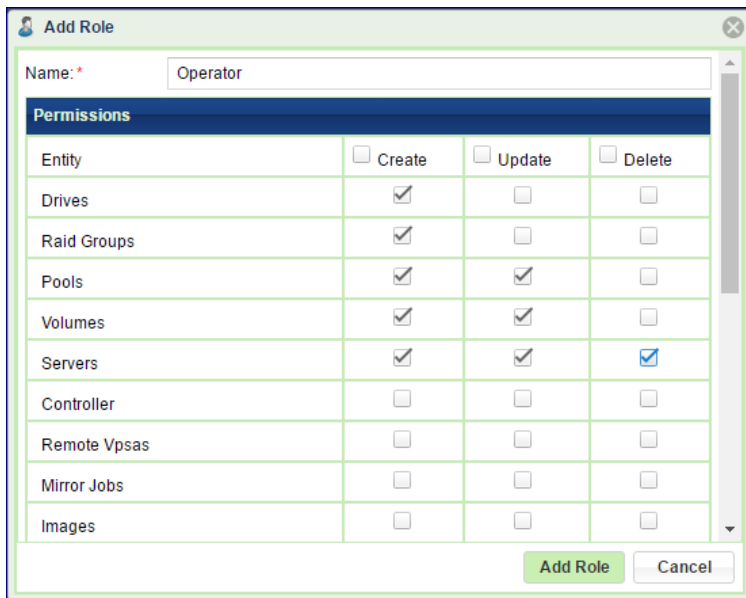 Add Role
Name: * Operator
Permissions
Entity Create Update Delete
Drives
Raid Groups
Pools
Volumes
Servers
Controller
Remote Vpsas
Mirror Jobs
Images
Add Role Cancel